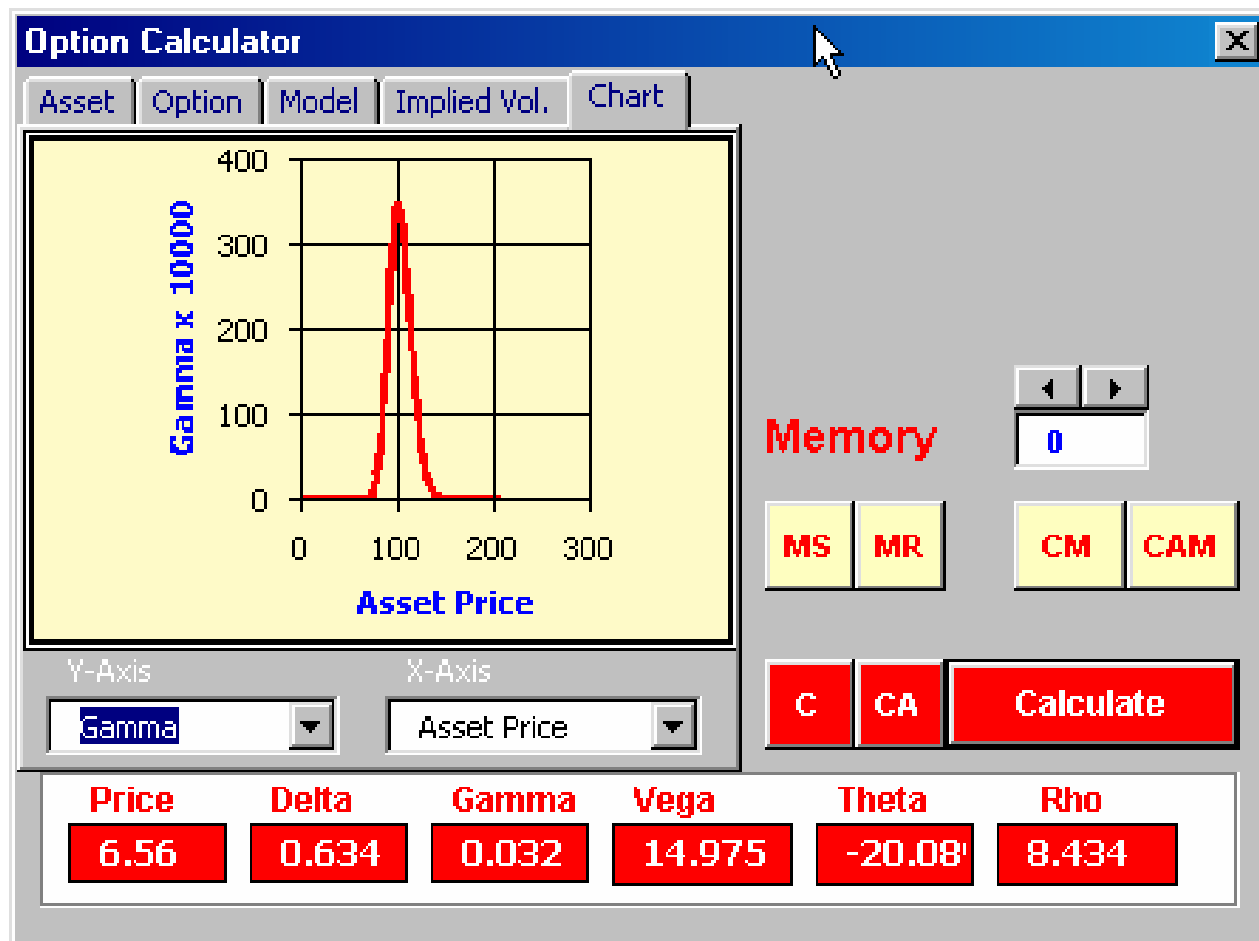 Option Calculator
Asset Option Model Implied Vol. Chart
400
300
200
100
0
Gamma x 10000
0 100 200 300
Asset Price
Y-Axis X-Axis
Gamma Asset Price
Memory 0
MS MR CM CAM
C CA Calculate
Price Delta Gamma Vega Theta Rho
6.56 0.634 0.032 14.975 -20.08 8.434